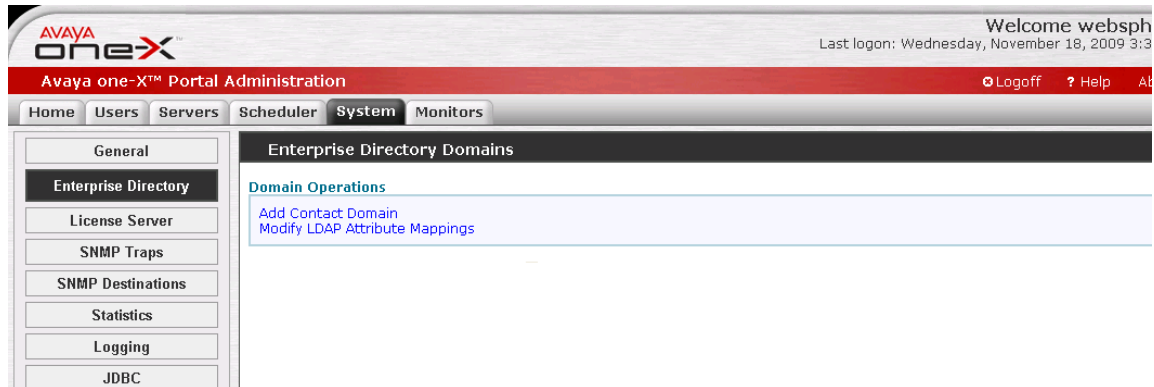 AVAYA
one-X™
Welcome websph
Last logon: Wednesday, November 18, 2009 3:3
Avaya one-X™ Portal Administration
Logoff ? Help Ab
Home Users Servers Scheduler System Monitors
General
Enterprise Directory
License Server
SNMP Traps
SNMP Destinations
Statistics
Logging
JDBC
Enterprise Directory Domains
Domain Operations
Add Contact Domain
Modify LDAP Attribute Mappings